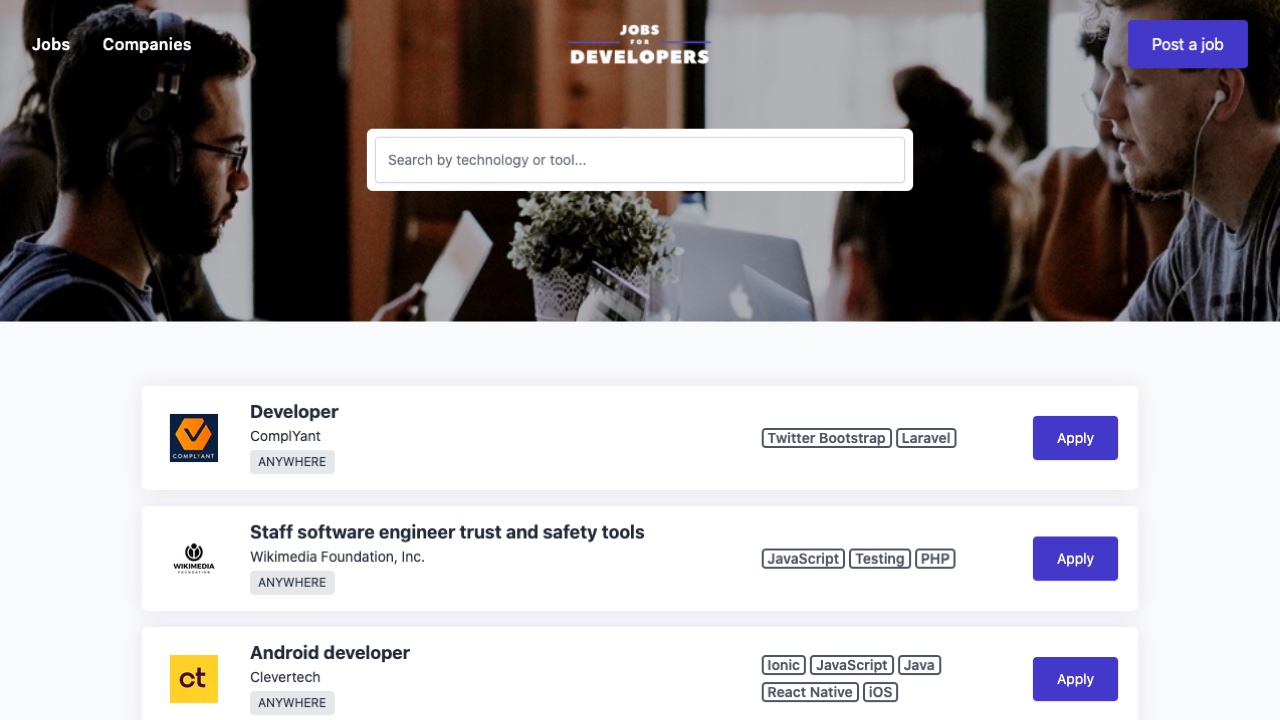 Jobs
Companies
JOBS
FOR
DEVELOPERS
Post a job
Search by technology or tool...
COMPLYANT
Developer
ComplYant
ANYWHERE
Twitter Bootstrap
Laravel
Apply
WIKIMEDIA
FOUNDATION
Staff software engineer trust and safety tools
Wikimedia Foundation, Inc.
ANYWHERE
JavaScript
Testing
PHP
Apply
ct
Android developer
Clevertech
ANYWHERE
Ionic
JavaScript
Java
React Native
iOS
Apply